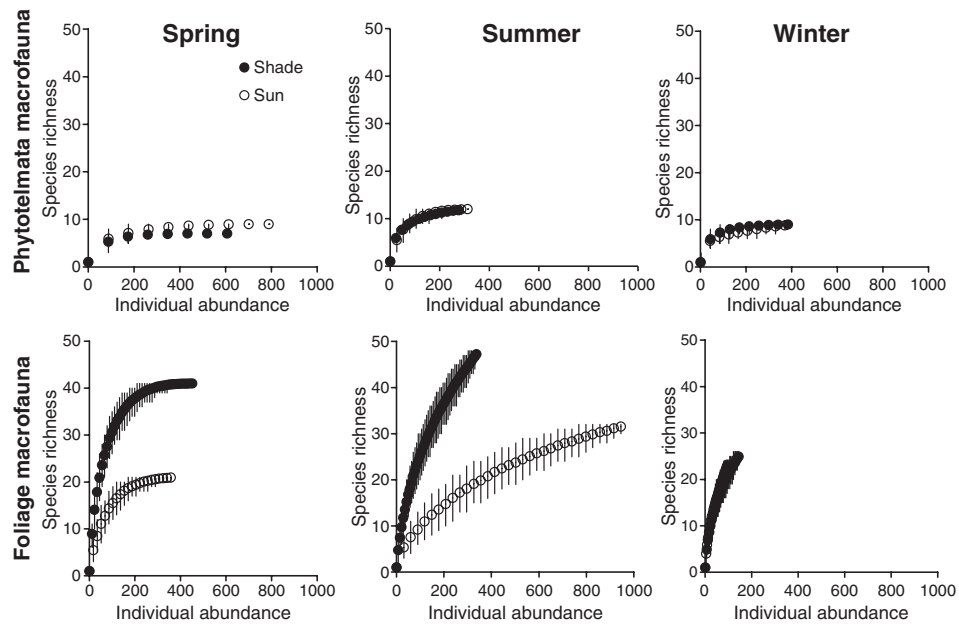 Phytotelmata macrofauna
Spring
Shade
Sun
Species richness
50
40
30
20
10
0
0 200 400 600 800 1000
Individual abundance
Summer
Species richness
50
40
30
20
10
0
0 200 400 600 800 1000
Individual abundance
Winter
Species richness
50
40
30
20
10
0
0 200 400 600 800 1000
Individual abundance
Foliage macrofauna
Species richness
50
40
30
20
10
0
0 200 400 600 800 1000
Individual abundance
Species richness
50
40
30
20
10
0
0 200 400 600 800 1000
Individual abundance
Species richness
50
40
30
20
10
0
0 200 400 600 800 1000
Individual abundance